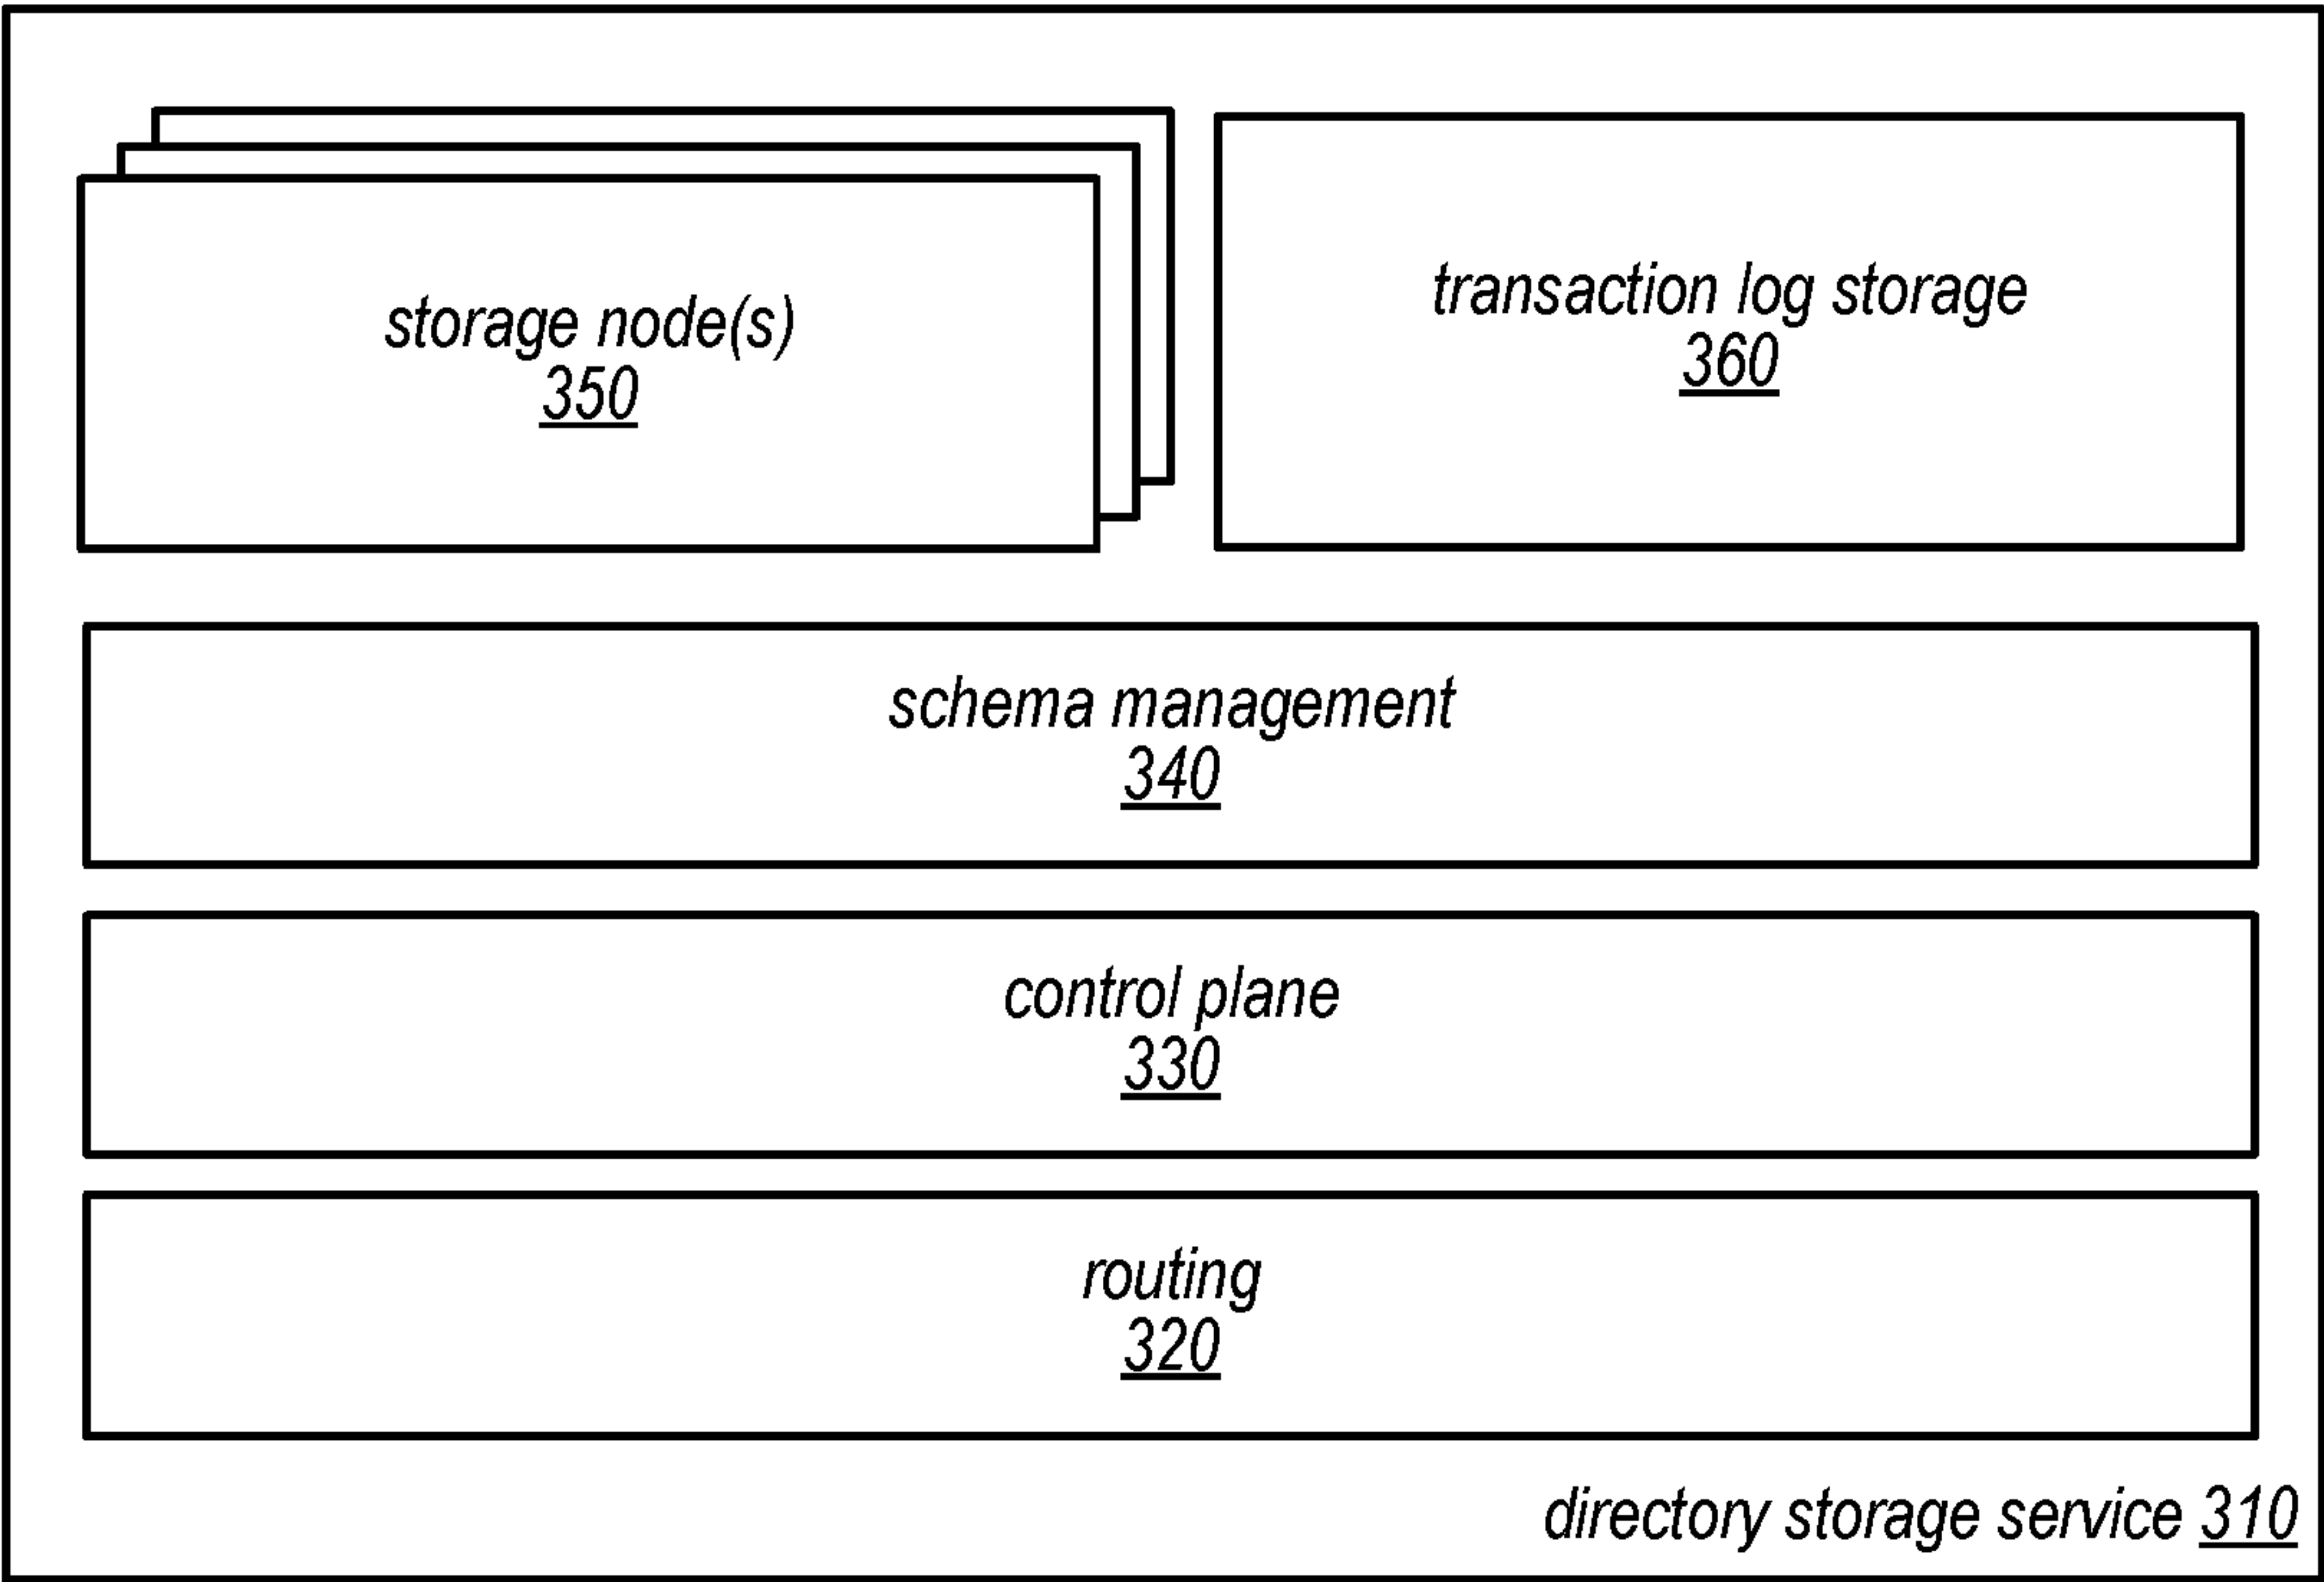 storage node(s)
350
transaction log storage
360
schema management
340
control plane
330
routing
320
directory storage service 310